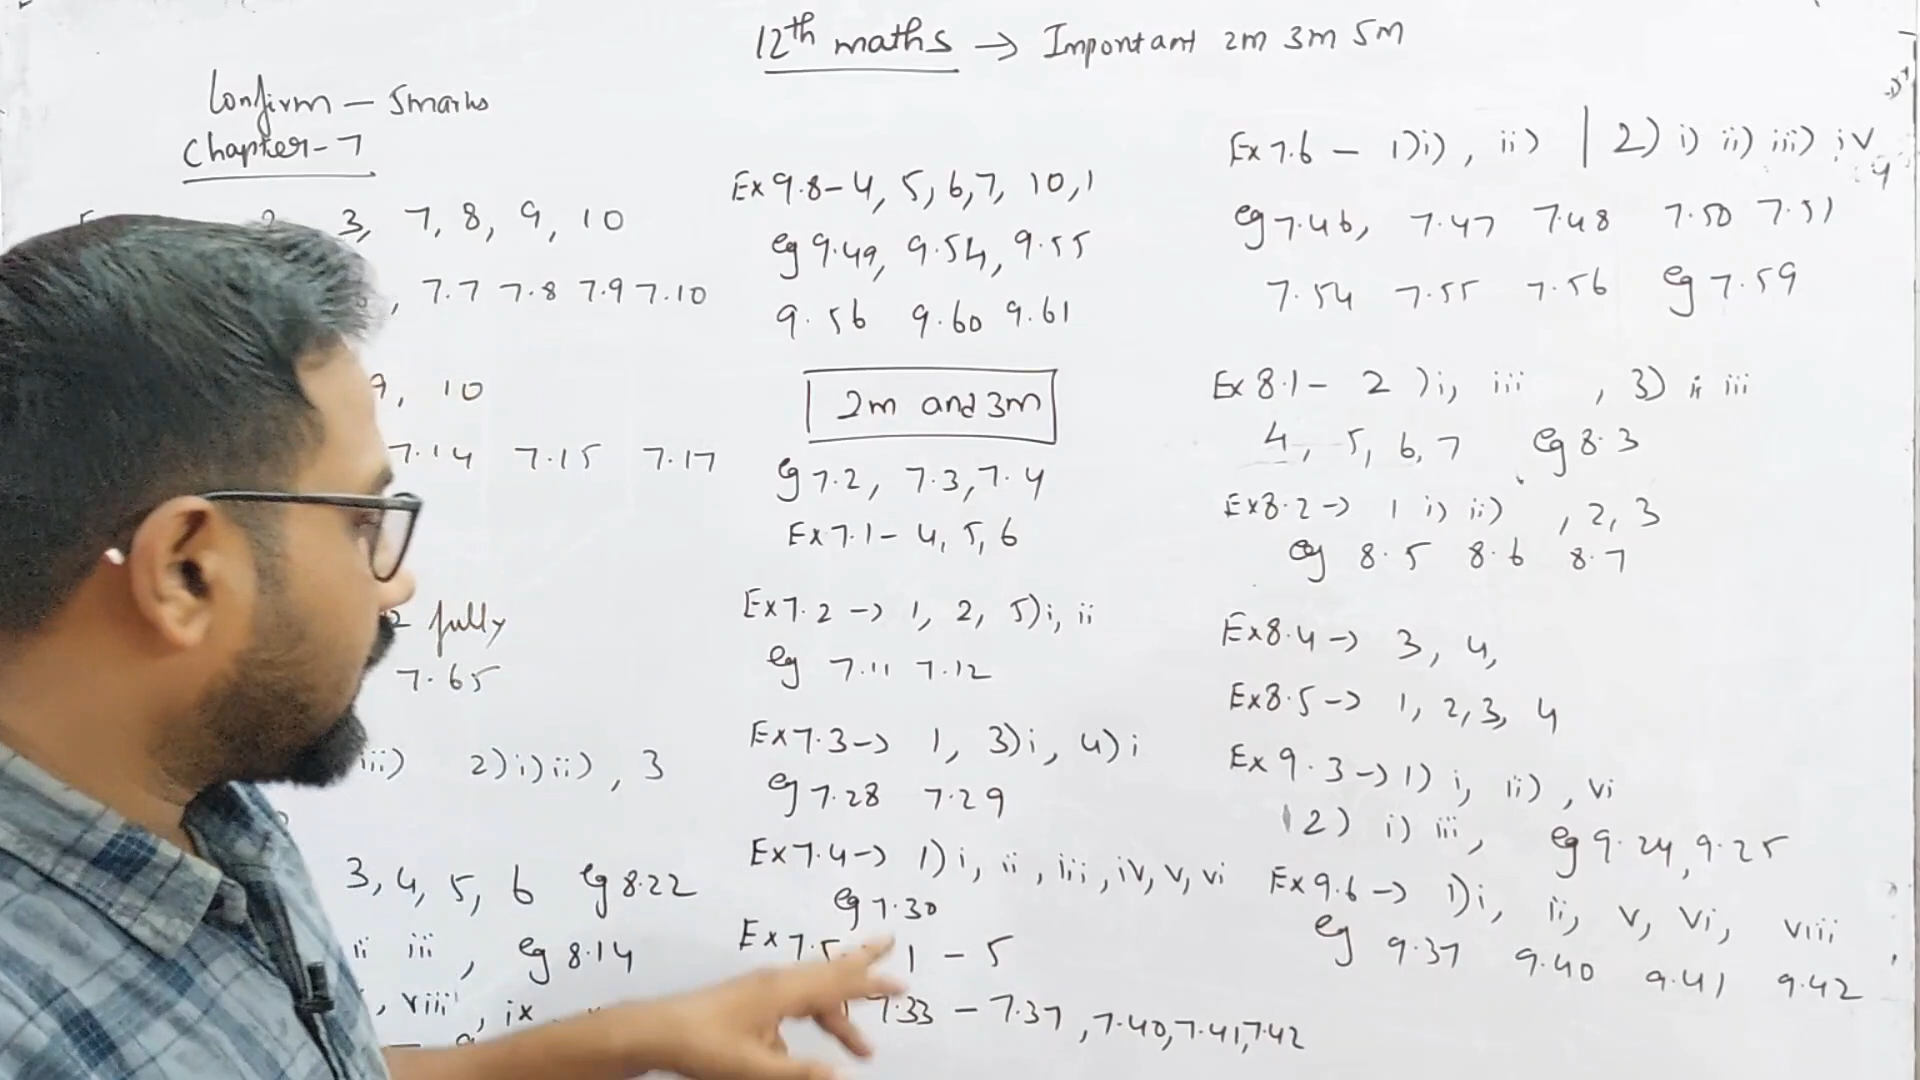 12th maths → Important 2m 3m 5m
Confirm - 5marks
Chapter-7
3, 7, 8, 9, 10
, 7.7 7.8 7.9 7.10
9, 10
7.14 7.15 7.17
fully
7.65
iii) 2) i) ii) , 3
3, 4, 5, 6 eg 8.22
ii iii , eg 8.14
, viii , ix
Ex 9.8 - 4, 5, 6, 7, 10, 1
eg 9.49, 9.54, 9.55
9.56 9.60 9.61
2m and 3m
eg 7.2, 7.3, 7.4
Ex 7.1 - 4, 5, 6
Ex 7.2 → 1, 2, 5) i, ii
eg 7.11 7.12
Ex 7.3 → 1, 3) i, 4) i
eg 7.28 7.29
Ex 7.4 → 1) i, ii, iii, iv, v, vi
eg 7.30
Ex 7.5 1 - 5
7.33 - 7.37, 7.40, 7.41, 7.42
Ex 7.6 - 1) i), ii) | 2) i) ii) iii) iv
eg 7.46, 7.47 7.48 7.50 7.51
7.54 7.55 7.56 eg 7.59
Ex 8.1 - 2 ) i, iii , 3) ii iii
4, 5, 6, 7 eg 8.3
Ex 8.2 → 1 i) ii) , 2, 3
eg 8.5 8.6 8.7
Ex 8.4 → 3, 4,
Ex 8.5 → 1, 2, 3, 4
Ex 9.3 → 1) i, ii) , vi
2) i) iii, eg 9.24, 9.25
Ex 9.6 → 1) i, ii, v, vi, viii
eg 9.37 9.40 9.41 9.42